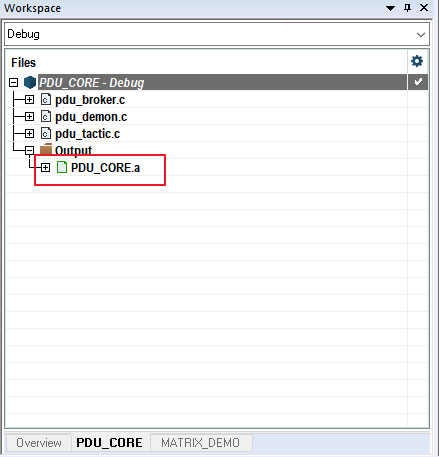 Workspace
Debug
Files
PDU_CORE - Debug
pdu_broker.c
pdu_demon.c
pdu_tactic.c
Output
PDU_CORE.a
Overview PDU_CORE MATRIX_DEMO